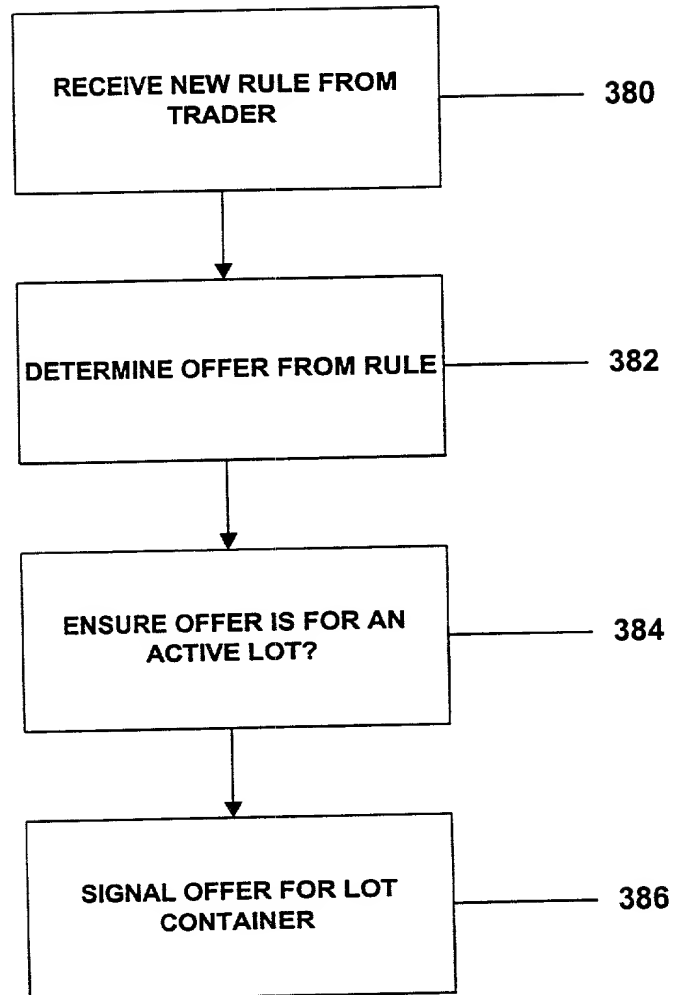 RECEIVE NEW RULE FROM
TRADER
380
DETERMINE OFFER FROM RULE
382
ENSURE OFFER IS FOR AN
ACTIVE LOT?
384
SIGNAL OFFER FOR LOT
CONTAINER
386